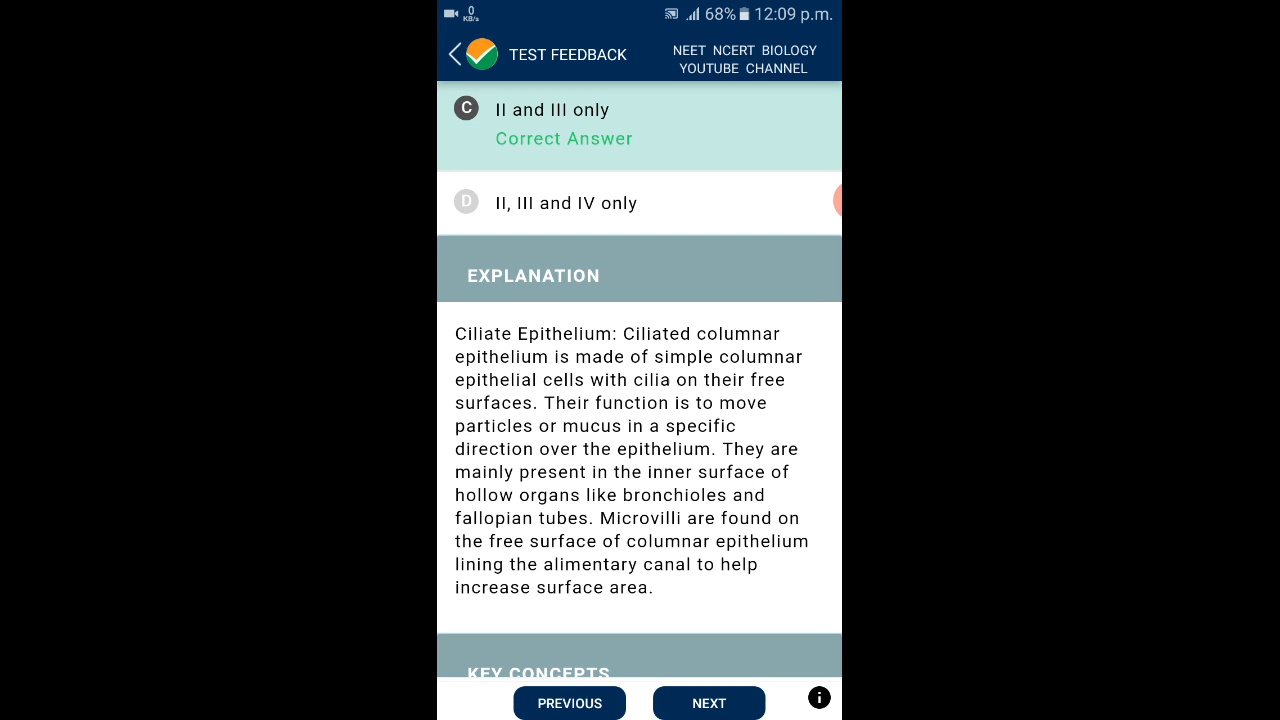 0
KB/s
68% 12:09 p.m.
TEST FEEDBACK
NEET NCERT BIOLOGY
YOUTUBE CHANNEL
C II and III only
Correct Answer
D II, III and IV only
EXPLANATION
Ciliate Epithelium: Ciliated columnar
epithelium is made of simple columnar
epithelial cells with cilia on their free
surfaces. Their function is to move
particles or mucus in a specific
direction over the epithelium. They are
mainly present in the inner surface of
hollow organs like bronchioles and
fallopian tubes. Microvilli are found on
the free surface of columnar epithelium
lining the alimentary canal to help
increase surface area.
KEY CONCEPTS
PREVIOUS NEXT i